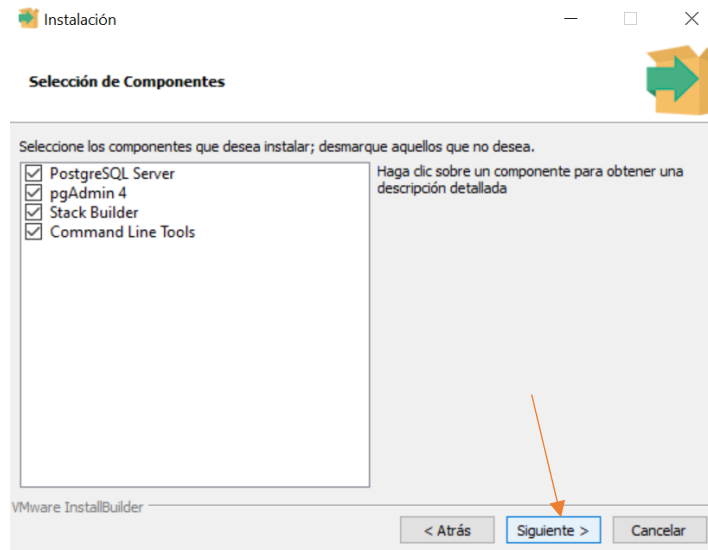 Instalación
Selección de Componentes
Seleccione los componentes que desea instalar; desmarque aquellos que no desea.
PostgreSQL Server
pgAdmin 4
Stack Builder
Command Line Tools
Haga clic sobre un componente para obtener una
descripción detallada
VMware InstallBuilder
< Atrás
Siguiente >
Cancelar